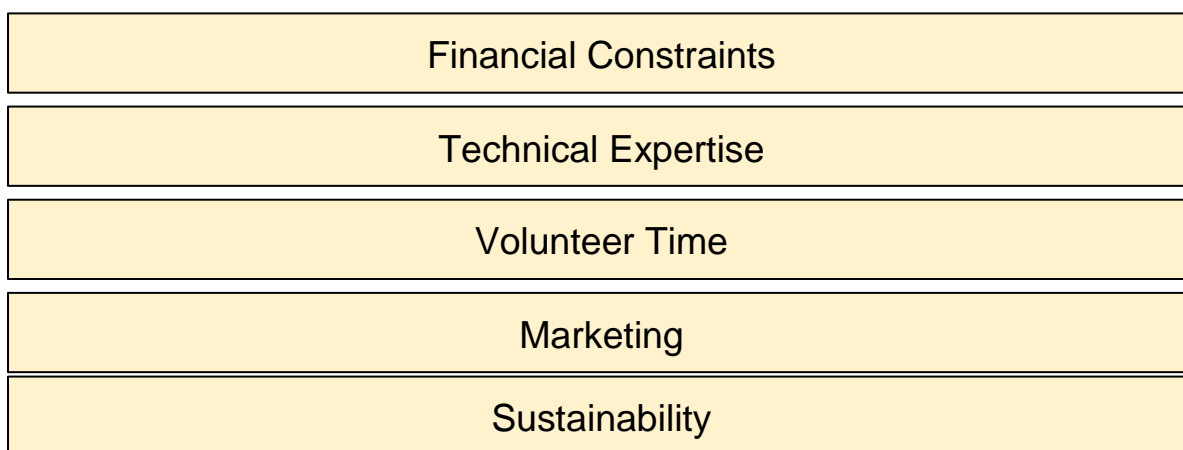 Financial Constraints
Technical Expertise
Volunteer Time
Marketing
Sustainability